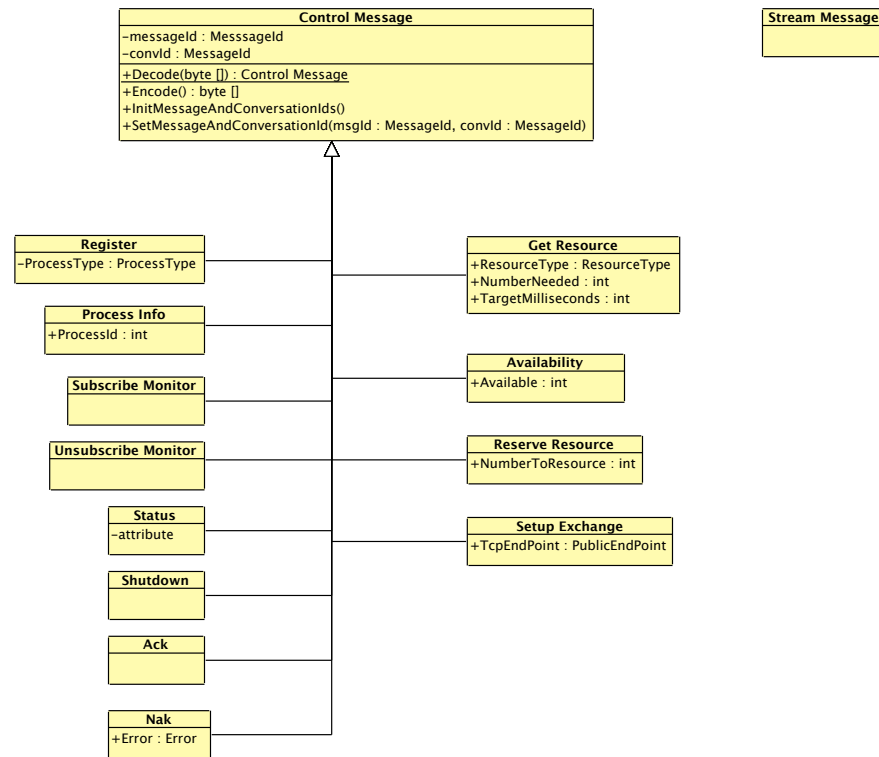 Control Message
-messageId : MesssageId
-convId : MessageId
+Decode(byte []) : Control Message
+Encode() : byte []
+InitMessageAndConversationIds()
+SetMessageAndConversationId(msgId : MessageId, convId : MessageId)
Stream Message
Register
-ProcessType : ProcessType
Process Info
+ProcessId : int
Subscribe Monitor
Unsubscribe Monitor
Status
-attribute
Shutdown
Ack
Nak
+Error : Error
Get Resource
+ResourceType : ResourceType
+NumberNeeded : int
+TargetMilliseconds : int
Availability
+Available : int
Reserve Resource
+NumberToResource : int
Setup Exchange
+TcpEndPoint : PublicEndPoint